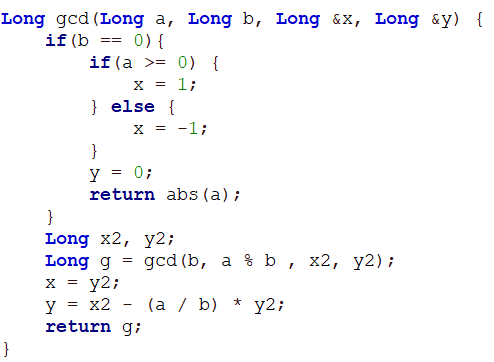 Long gcd(Long a, Long b, Long &x, Long &y) {
    if(b == 0){
        if(a >= 0) {
            x = 1;
        } else {
            x = -1;
        }
        y = 0;
        return abs(a);
    }
    Long x2, y2;
    Long g = gcd(b, a % b , x2, y2);
    x = y2;
    y = x2 - (a / b) * y2;
    return g;
}